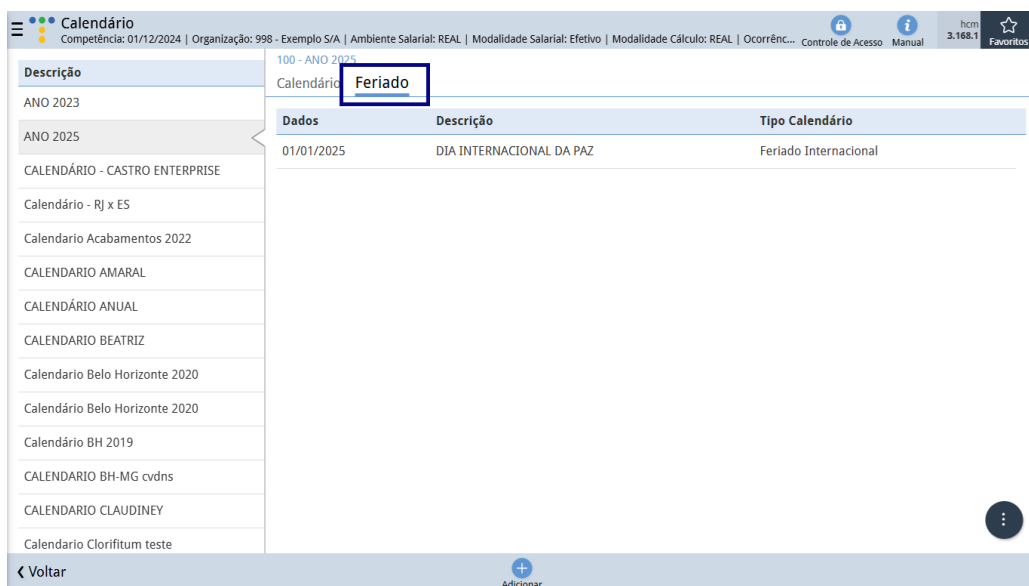 Calendário
Competência: 01/12/2024 | Organização: 998 - Exemplo S/A | Ambiente Salarial: REAL | Modalidade Salarial: Efetivo | Modalidade Cálculo: REAL | Ocorrênc...
Controle de Acesso
Manual
hcm
3.168.1
Favoritos
Descrição
ANO 2023
ANO 2025
CALENDÁRIO - CASTRO ENTERPRISE
Calendário - RJ x ES
Calendario Acabamentos 2022
CALENDARIO AMARAL
CALENDÁRIO ANUAL
CALENDARIO BEATRIZ
Calendario Belo Horizonte 2020
Calendário Belo Horizonte 2020
Calendário BH 2019
CALENDARIO BH-MG cvdns
CALENDARIO CLAUDINEY
Calendario Clorifitum teste
100 - ANO 2025
Calendário Feriado
Dados Descrição Tipo Calendário
01/01/2025 DIA INTERNACIONAL DA PAZ Feriado Internacional
Voltar
Adicionar